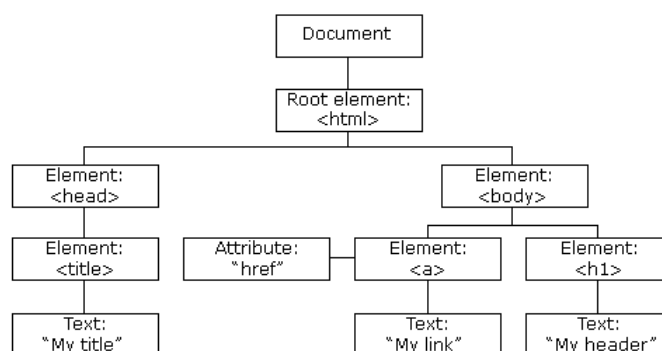 Document
Root element:
<html>
Element:
<head>
Element:
<body>
Element:
<title>
Attribute:
“href”
Element:
<a>
Element:
<h1>
Text:
“My title”
Text:
“My link”
Text:
“My header”